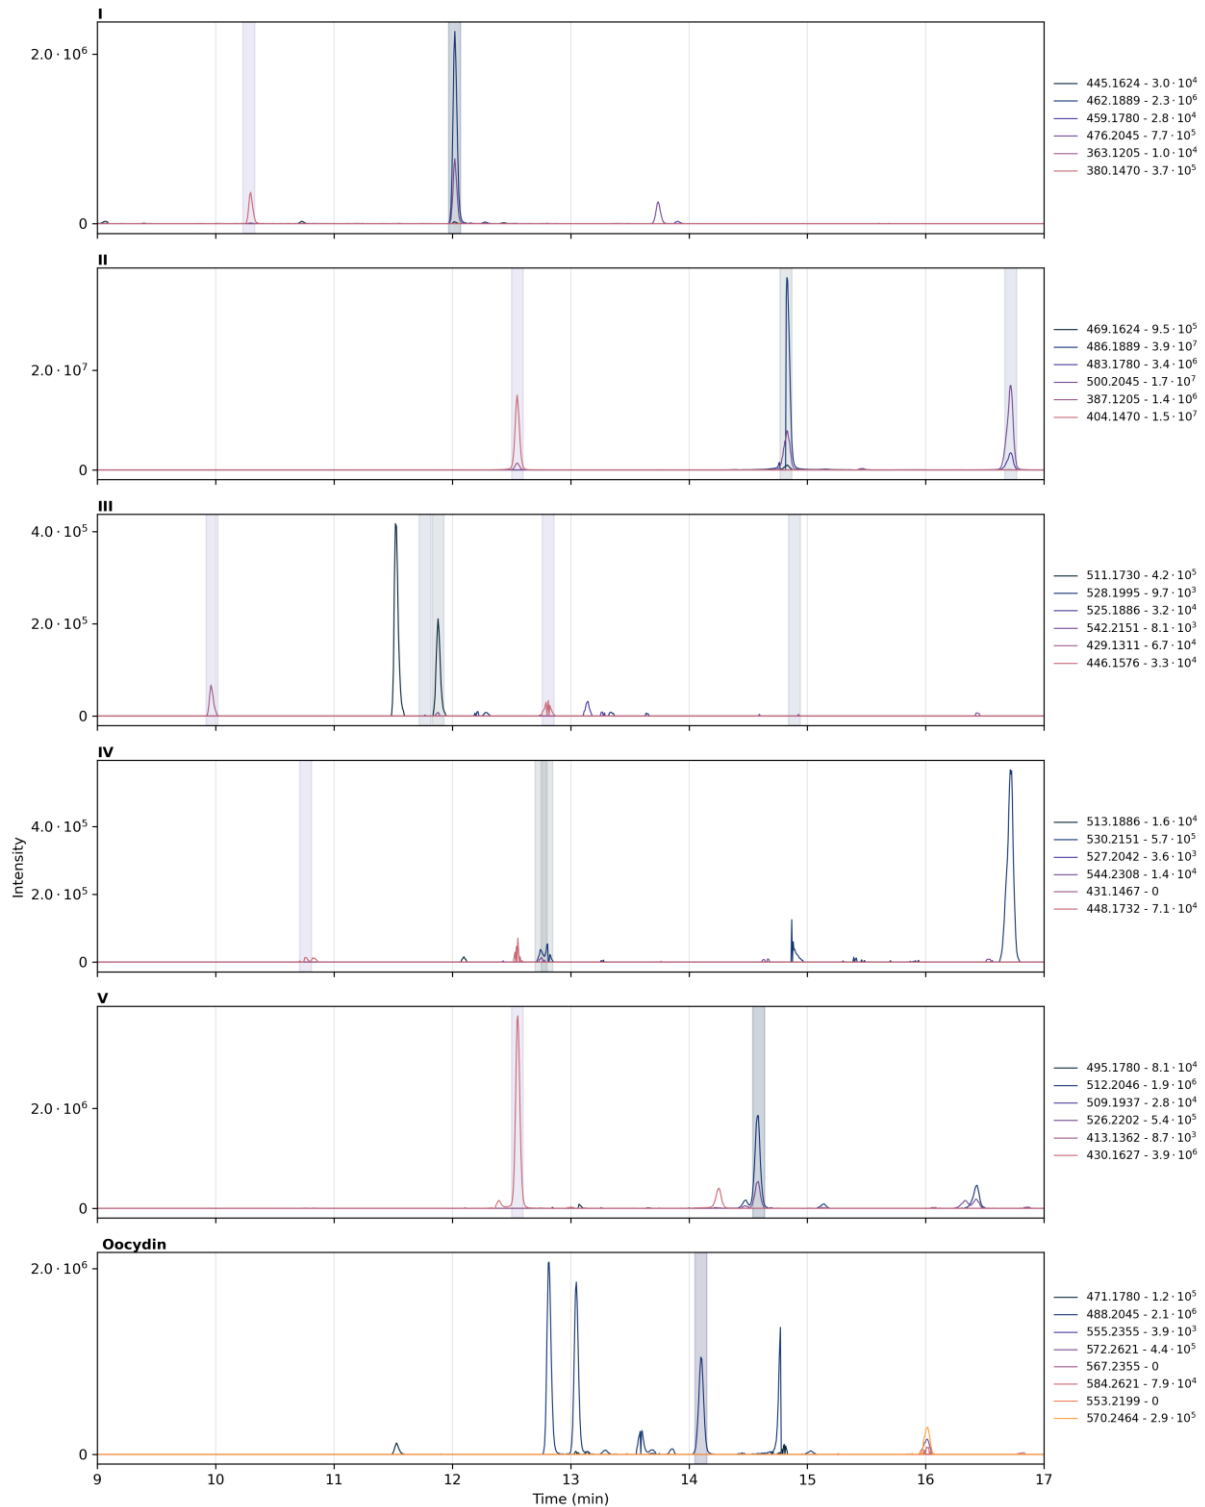 I
2.0 · 10⁶
0
445.1624 - 3.0 · 10⁴
462.1889 - 2.3 · 10⁶
459.1780 - 2.8 · 10⁴
476.2045 - 7.7 · 10⁵
363.1205 - 1.0 · 10⁴
380.1470 - 3.7 · 10⁵
II
2.0 · 10⁷
0
469.1624 - 9.5 · 10⁵
486.1889 - 3.9 · 10⁷
483.1780 - 3.4 · 10⁶
500.2045 - 1.7 · 10⁷
387.1205 - 1.4 · 10⁶
404.1470 - 1.5 · 10⁷
III
4.0 · 10⁵
2.0 · 10⁵
0
511.1730 - 4.2 · 10⁵
528.1995 - 9.7 · 10³
525.1886 - 3.2 · 10⁴
542.2151 - 8.1 · 10³
429.1311 - 6.7 · 10⁴
446.1576 - 3.3 · 10⁴
IV
4.0 · 10⁵
2.0 · 10⁵
0
Intensity
513.1886 - 1.6 · 10⁴
530.2151 - 5.7 · 10⁵
527.2042 - 3.6 · 10³
544.2308 - 1.4 · 10⁴
431.1467 - 0
448.1732 - 7.1 · 10⁴
V
2.0 · 10⁶
0
495.1780 - 8.1 · 10⁴
512.2046 - 1.9 · 10⁶
509.1937 - 2.8 · 10⁴
526.2202 - 5.4 · 10⁵
413.1362 - 8.7 · 10³
430.1627 - 3.9 · 10⁶
Oocydin
2.0 · 10⁶
0
471.1780 - 1.2 · 10⁵
488.2045 - 2.1 · 10⁶
555.2355 - 3.9 · 10³
572.2621 - 4.4 · 10⁵
567.2355 - 0
584.2621 - 7.9 · 10⁴
553.2199 - 0
570.2464 - 2.9 · 10⁵
9 10 11 12 13 14 15 16 17
Time (min)